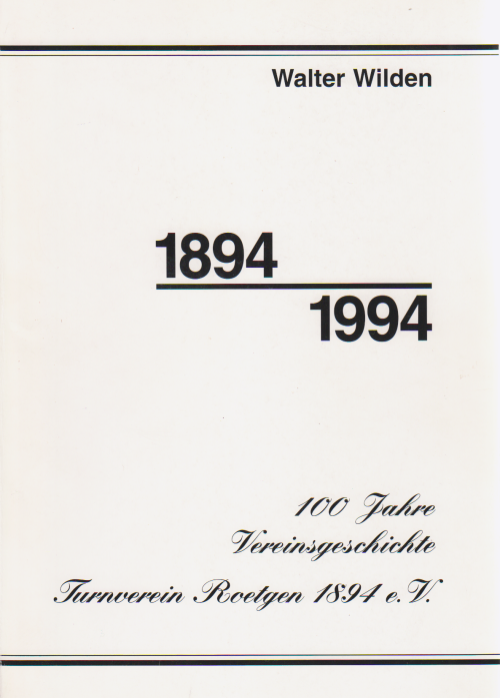 Walter Wilden
1894
1994
100 Jahre
Vereinsgeschichte
Turnverein Roetgen 1894 e.V.